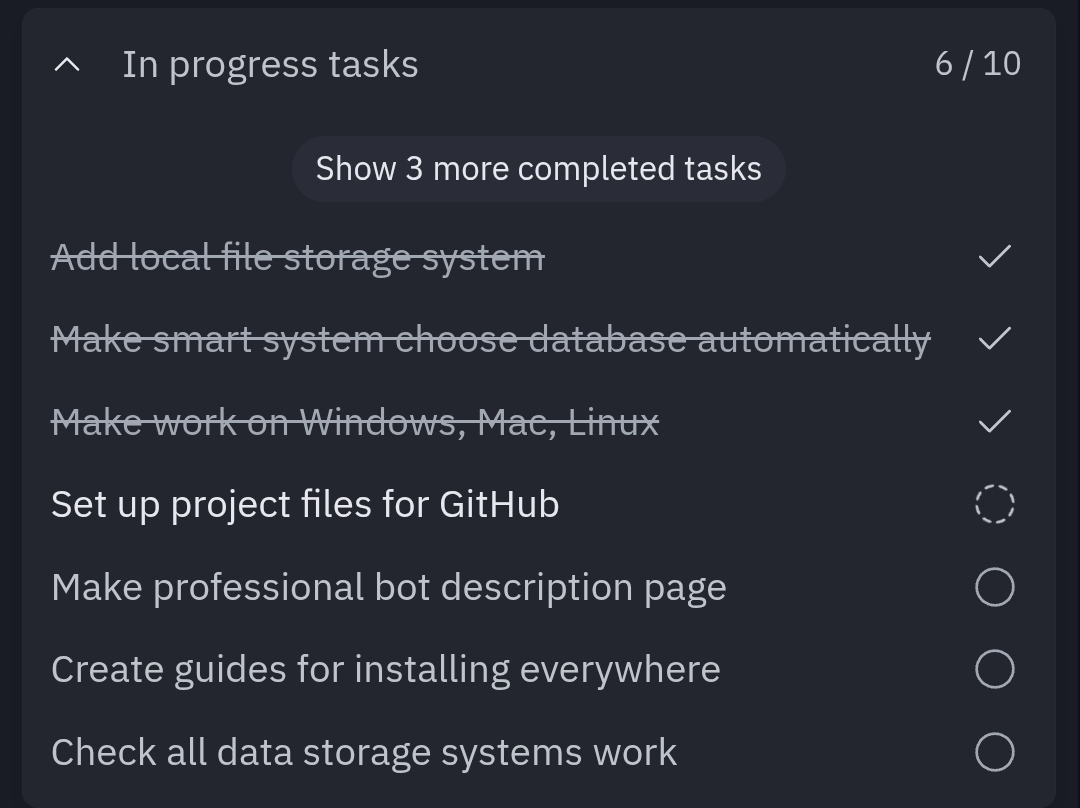 In progress tasks
6 / 10
Show 3 more completed tasks
Add local file storage system
Make smart system choose database automatically
Make work on Windows, Mac, Linux
Set up project files for GitHub
Make professional bot description page
Create guides for installing everywhere
Check all data storage systems work